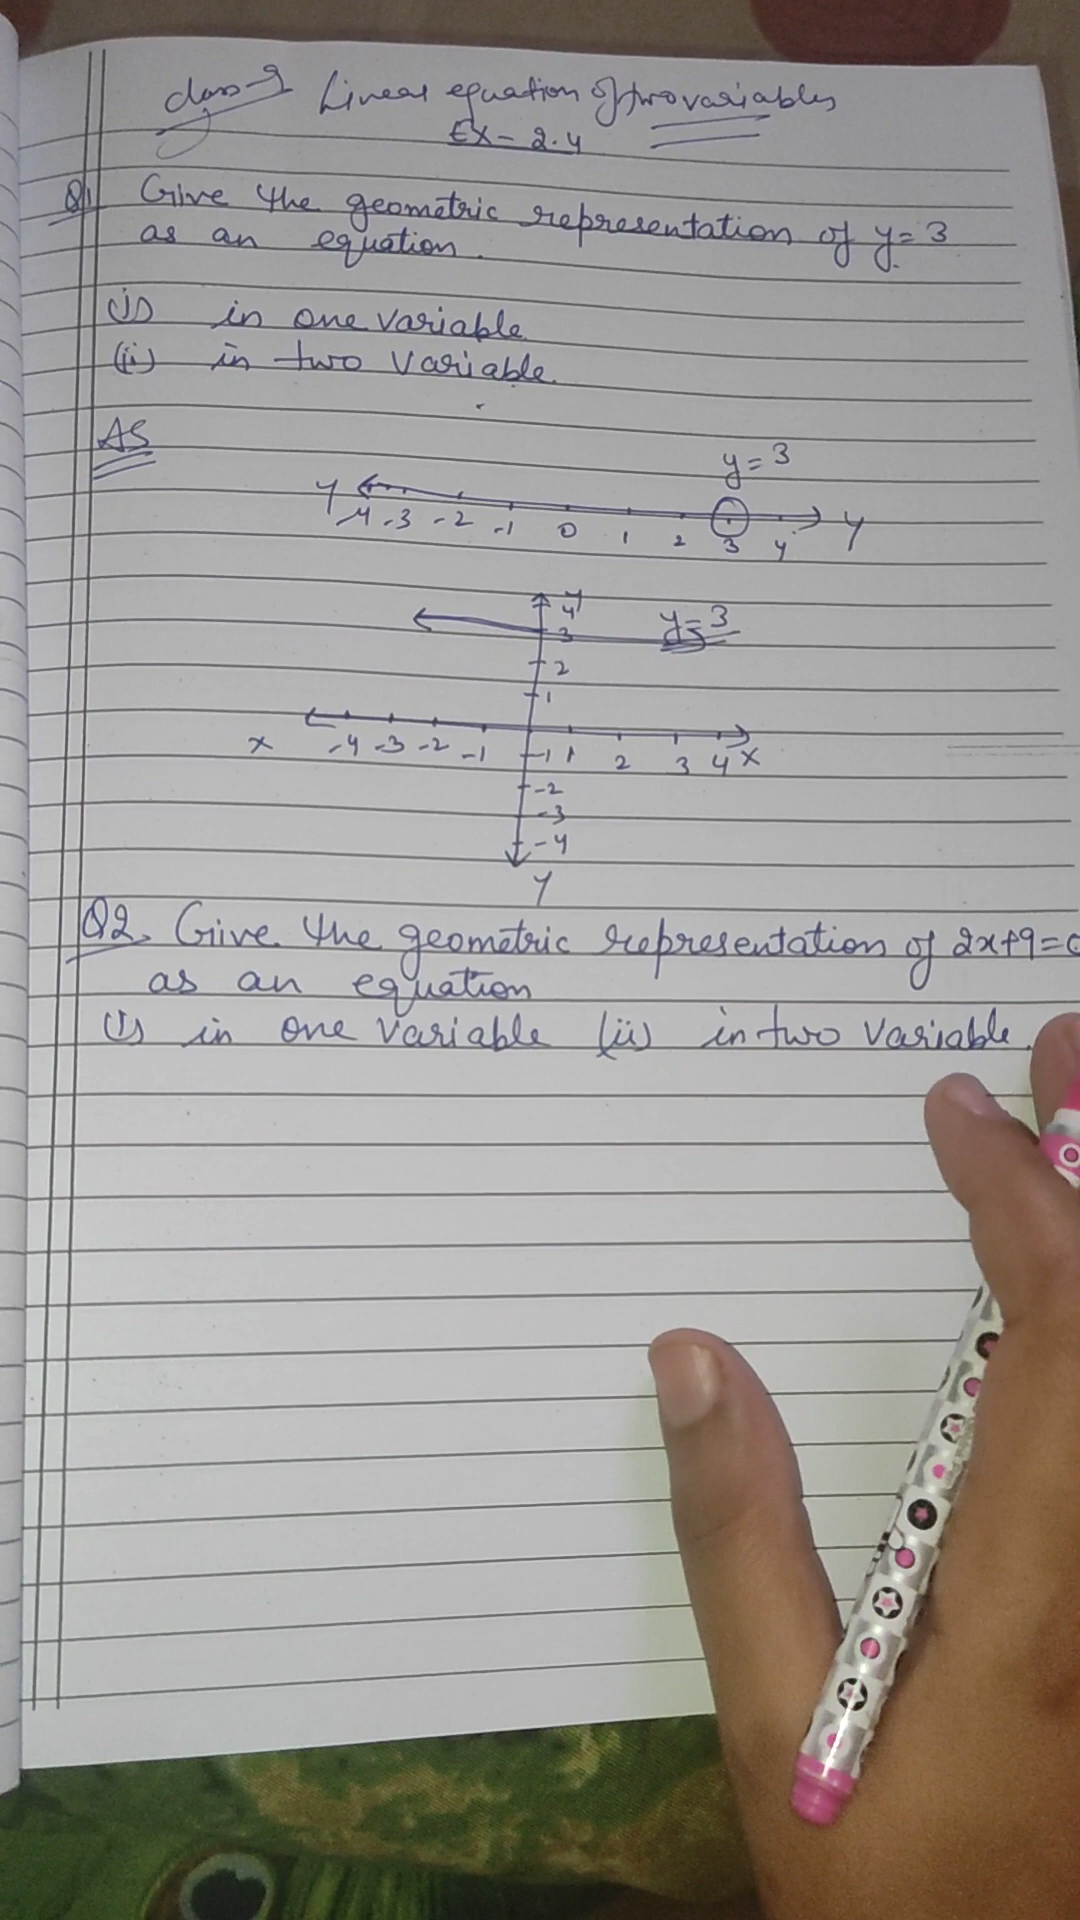 class-9 Linear equation of two variables
EX-2.4
Q1 Give the geometric representation of y=3
as an equation.
(i) in one variable
(ii) in two variable.
AS
y=3
Y -4 -3 -2 -1 0 1 2 3 4 Y
Y
4
y=3
3
2
1
X -4 -3 -2 -1 -1 1 2 3 4 X
-2
-3
-4
Y
Q2. Give the geometric representation of 2x+9=0
as an equation
(i) in one variable (ii) in two variable.